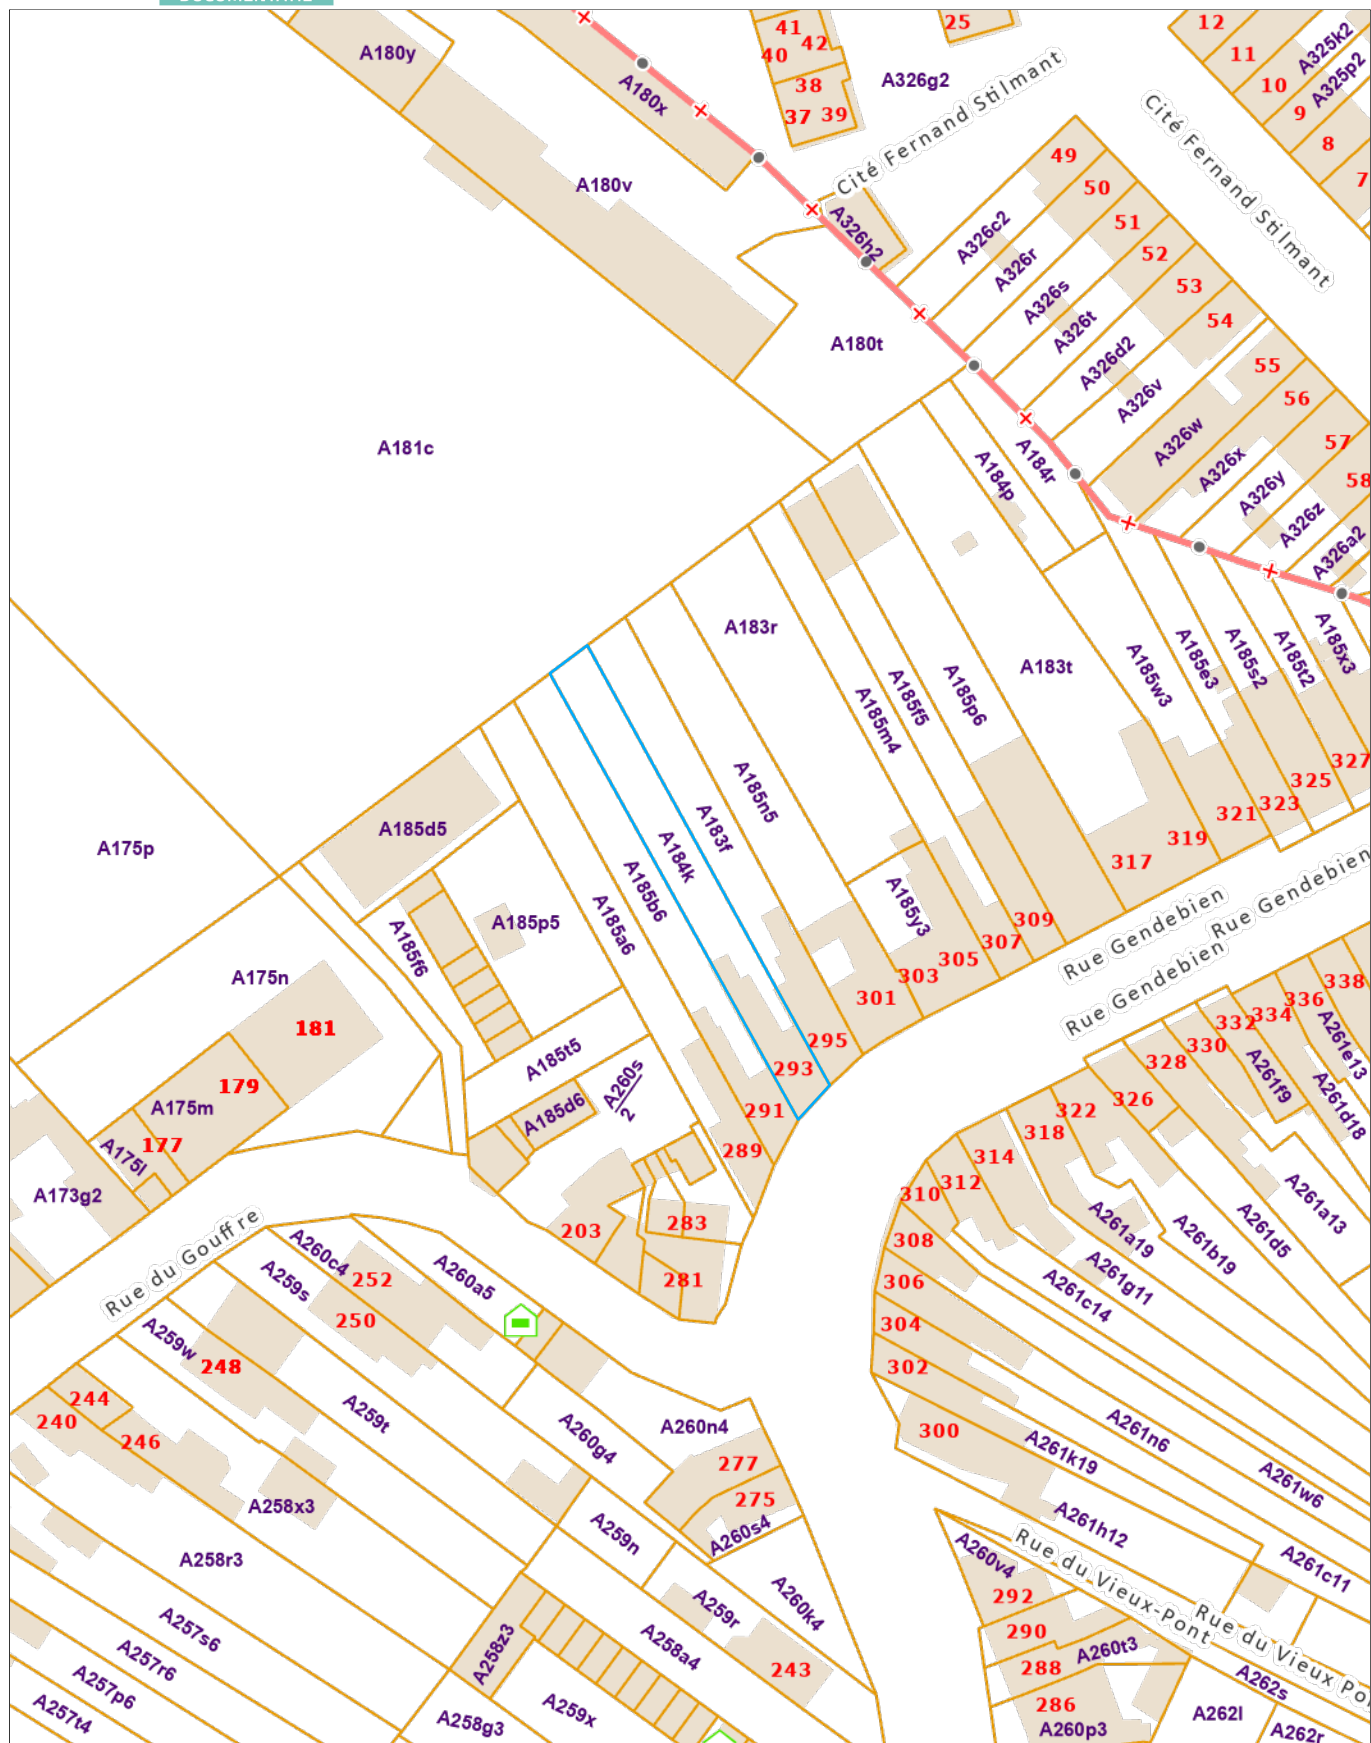 41
42
40
38
37
39
25
A326g2
12
11
10
9
8
7
A325k2
A325p2
A180y
A180x
A180v
Cité Fernand Stilmant
Cité Fernand Stilmant
A326h2
49
50
51
52
53
54
A326c2
A326r
A326s
A326t
A326d2
A326v
A180t
55
56
57
58
A326w
A326x
A326y
A326z
A326a2
A181c
A184p
A184r
A183r
A185m4
A185f5
A185p6
A183t
A185w3
A185e3
A185s2
A185t2
A185x3
327
325
323
321
319
317
A175p
A185d5
A185n5
A183f
A184k
A185b6
A185a6
A185p5
A185f6
A185y3
309
307
305
303
301
295
293
291
289
Rue Gendebien
Rue Gendebien
Rue Gendebien
A175n
181
179
A175m
177
A175l
A173g2
A185t5
A185d6
A260s
2
203
283
281
338
336
334
332
330
328
326
322
318
314
312
310
308
306
304
302
300
A261e13
A261d18
A261f9
A261a13
A261d5
A261b19
A261a19
A261g11
A261c14
Rue du Gouffre
A260c4
A259s
252
250
A260a5
A259w
248
244
240
246
A259t
A260g4
A260n4
277
275
A260s4
A258x3
A258r3
A259n
A259r
A260k4
A261n6
A261k19
A261w6
A261h12
A261c11
A260v4
Rue du Vieux-Pont
292
290
288
286
A260t3
A260p3
A262s
A262l
A262r
A257s6
A257r6
A257p6
A257t4
A258z3
A258a4
243
A259x
A258g3